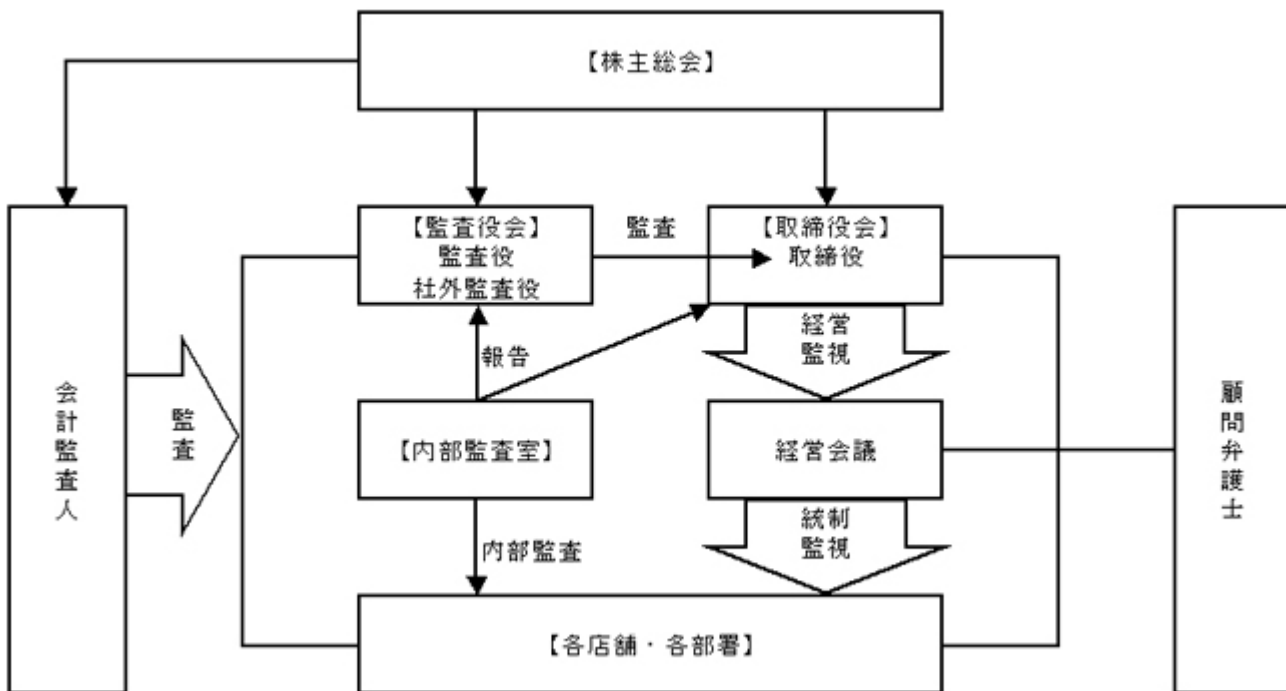 【株主総会】
【監査役会】
監査役
社外監査役
監査
【取締役会】
取締役
経営
監視
報告
会計監査人
監査
【内部監査室】
経営会議
顧問弁護士
内部監査
統制
監視
【各店舗・各部署】